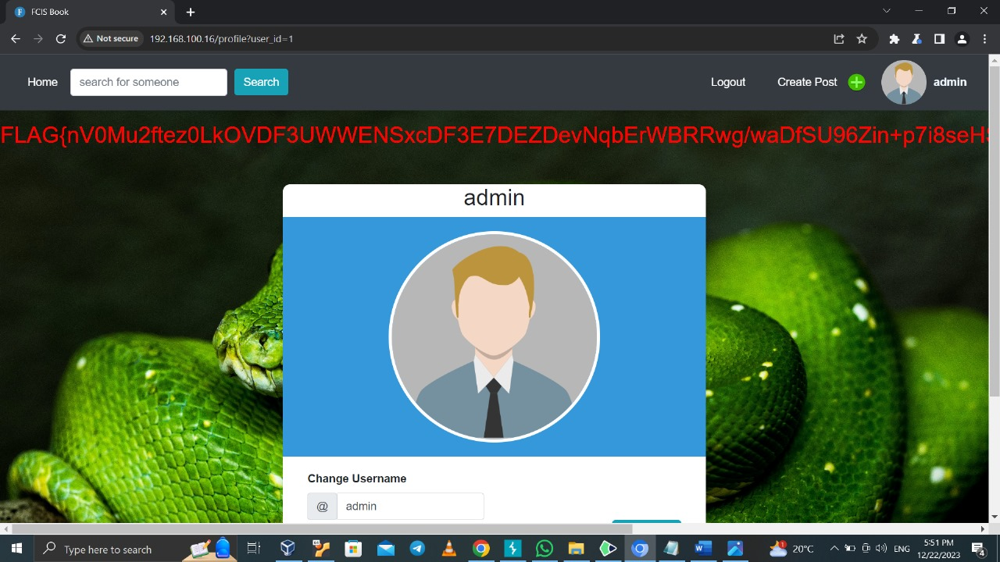 FCIS Book
Not secure
192.168.100.16/profile?user_id=1
Home
search for someone
Search
Logout
Create Post
admin
FLAG{nV0Mu2ftez0LkOVDF3UWWENSxcDF3E7DEZDevNqbErWBRRwg/waDfSU96Zin+p7i8seH
admin
Change Username
@
admin
Type here to search
20°C
ENG
5:51 PM
12/22/2023